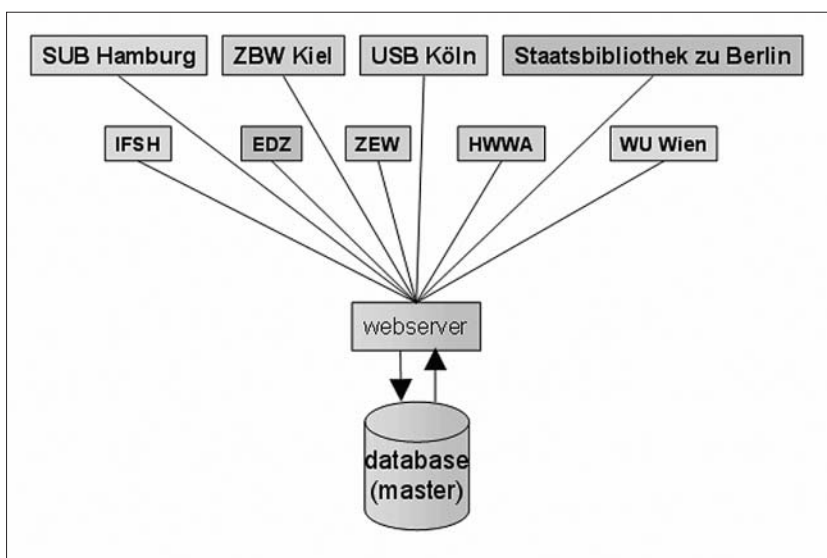 SUB Hamburg
ZBW Kiel
USB Köln
Staatsbibliothek zu Berlin
IFSH
EDZ
ZEW
HWWA
WU Wien
webserver
database
(master)